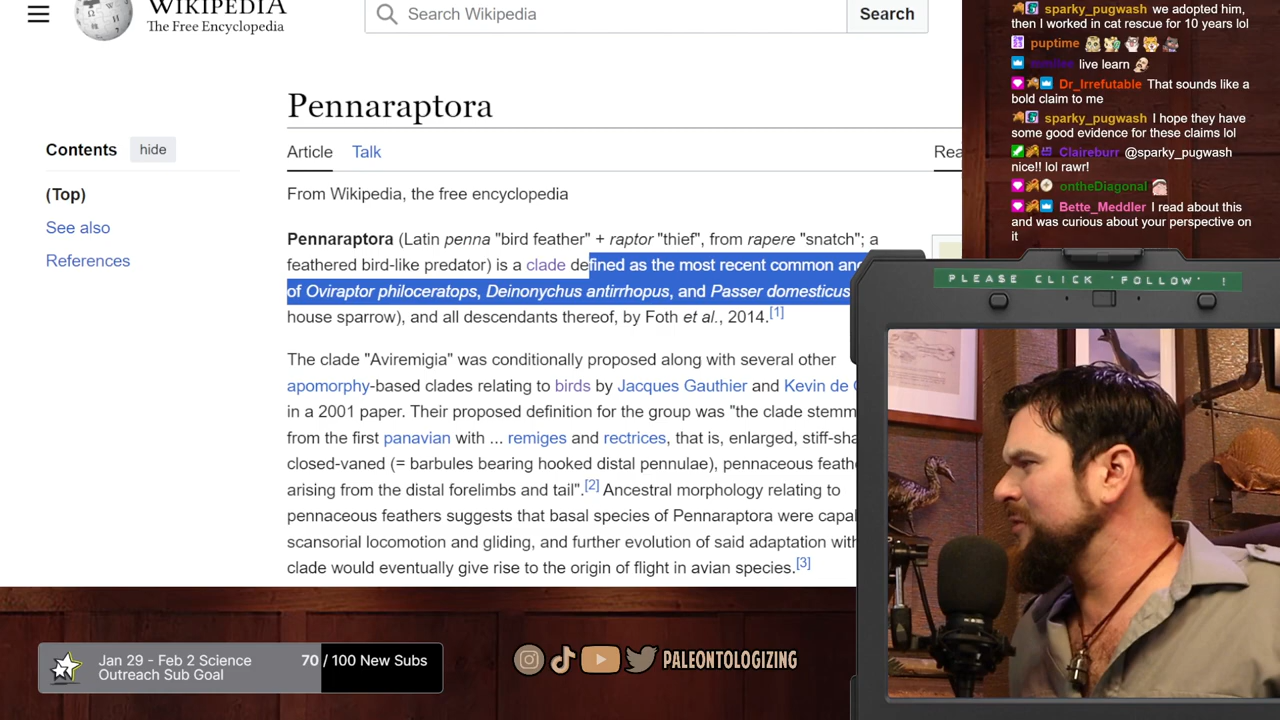 WIKIPEDIA
The Free Encyclopedia
Search Wikipedia
Search
Pennaraptora
Contents
hide
Article
Talk
Rea
(Top)
From Wikipedia, the free encyclopedia
See also
References
Pennaraptora (Latin penna "bird feather" + raptor "thief", from rapere "snatch"; a
feathered bird-like predator) is a clade defined as the most recent common anc
of Oviraptor philoceratops, Deinonychus antirrhopus, and Passer domesticus
house sparrow), and all descendants thereof, by Foth et al., 2014.[1]
The clade "Aviremigia" was conditionally proposed along with several other
apomorphy-based clades relating to birds by Jacques Gauthier and Kevin de
in a 2001 paper. Their proposed definition for the group was "the clade stemm
from the first panavian with ... remiges and rectrices, that is, enlarged, stiff-sha
closed-vaned (= barbules bearing hooked distal pennulae), pennaceous feathe
arising from the distal forelimbs and tail".[2] Ancestral morphology relating to
pennaceous feathers suggests that basal species of Pennaraptora were capal
scansorial locomotion and gliding, and further evolution of said adaptation with
clade would eventually give rise to the origin of flight in avian species.[3]
sparky_pugwash we adopted him,
then I worked in cat rescue for 10 years lol
puptime
live learn
Dr_Irrefutable That sounds like a
bold claim to me
sparky_pugwash I hope they have
some good evidence for these claims lol
Claireburr @sparky_pugwash
nice!! lol rawr!
ontheDiagonal
Bette_Meddler I read about this
and was curious about your perspective on
it
PLEASE CLICK 'FOLLOW' !
Jan 29 - Feb 2 Science
Outreach Sub Goal
70 / 100 New Subs
PALEONTOLOGIZING